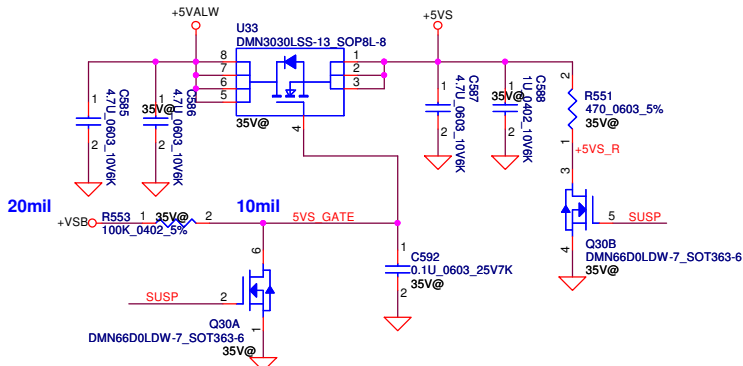 +5VALW
+5VS
U33
DMN3030LSS-13_SOP8L-8
8
7
6
5
1
2
3
4
35V@
C585
4.7U_0603_10V6K
1
2
C586
4.7U_0603_10V6K
35V@
1
2
C587
4.7U_0603_10V6K
1
2
C588
1U_0402_10V6K
35V@
1
2
2
R551
470_0603_5%
35V@
1
+5VS_R
3
5
SUSP
4
Q30B
DMN66D0LDW-7_SOT363-6
35V@
20mil
10mil
+VSB
1
35V@
2
R553
100K_0402_5%
5VS_GATE
6
1
C592
0.1U_0603_25V7K
35V@
2
SUSP
2
1
Q30A
DMN66D0LDW-7_SOT363-6
35V@